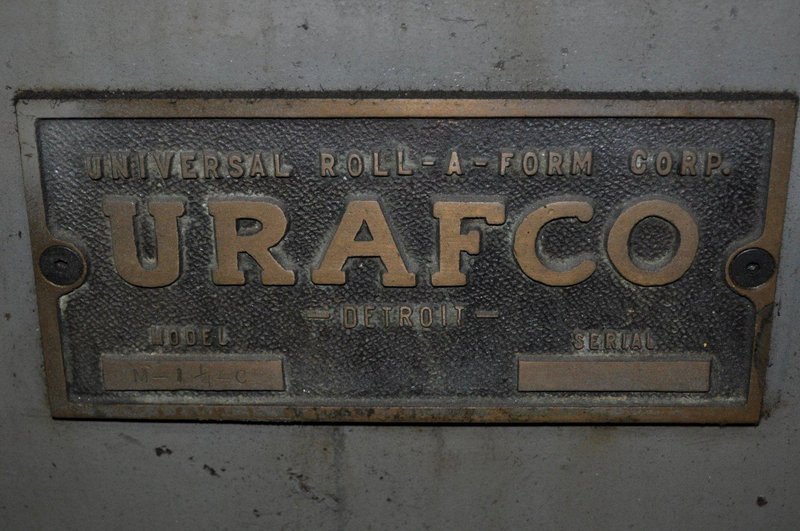 UNIVERSAL ROLL-A-FORM CORP.
URAFCO
-DETROIT-
MODEL SERIAL